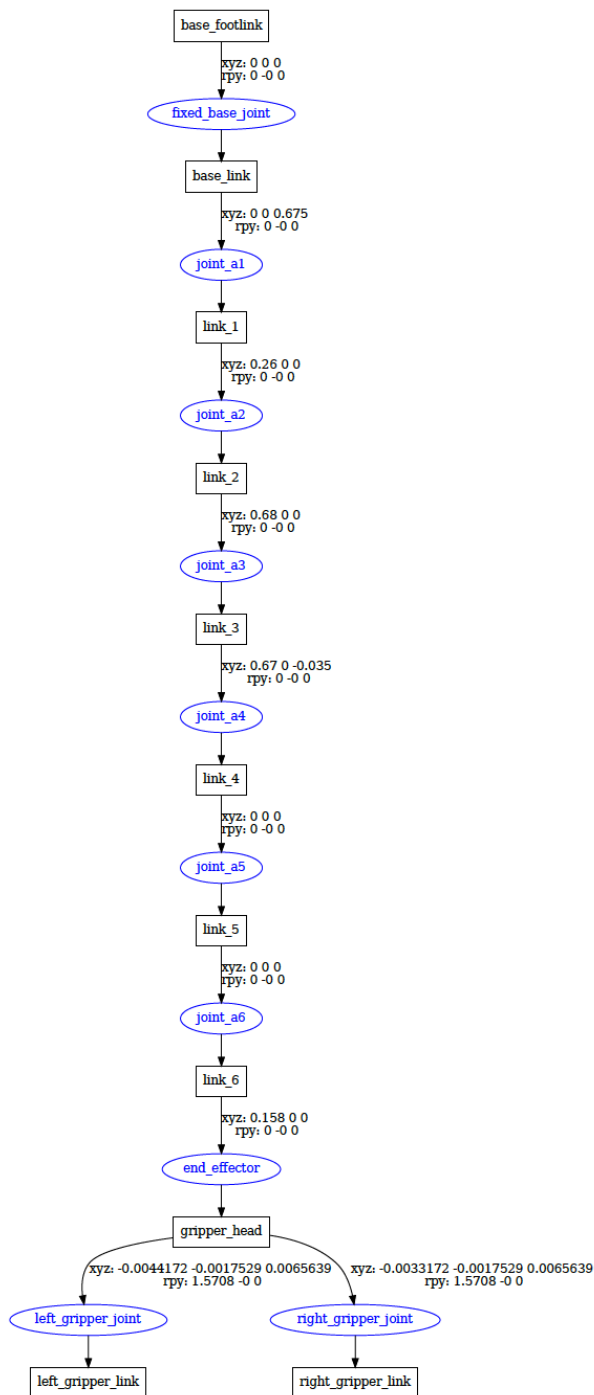 base_footlink
xyz: 0 0 0
rpy: 0 -0 0
fixed_base_joint
base_link
xyz: 0 0 0.675
rpy: 0 -0 0
joint_a1
link_1
xyz: 0.26 0 0
rpy: 0 -0 0
joint_a2
link_2
xyz: 0.68 0 0
rpy: 0 -0 0
joint_a3
link_3
xyz: 0.67 0 -0.035
rpy: 0 -0 0
joint_a4
link_4
xyz: 0 0 0
rpy: 0 -0 0
joint_a5
link_5
xyz: 0 0 0
rpy: 0 -0 0
joint_a6
link_6
xyz: 0.158 0 0
rpy: 0 -0 0
end_effector
gripper_head
xyz: -0.0044172 -0.0017529 0.0065639
rpy: 1.5708 -0 0
xyz: -0.0033172 -0.0017529 0.0065639
rpy: 1.5708 -0 0
left_gripper_joint
right_gripper_joint
left_gripper_link
right_gripper_link